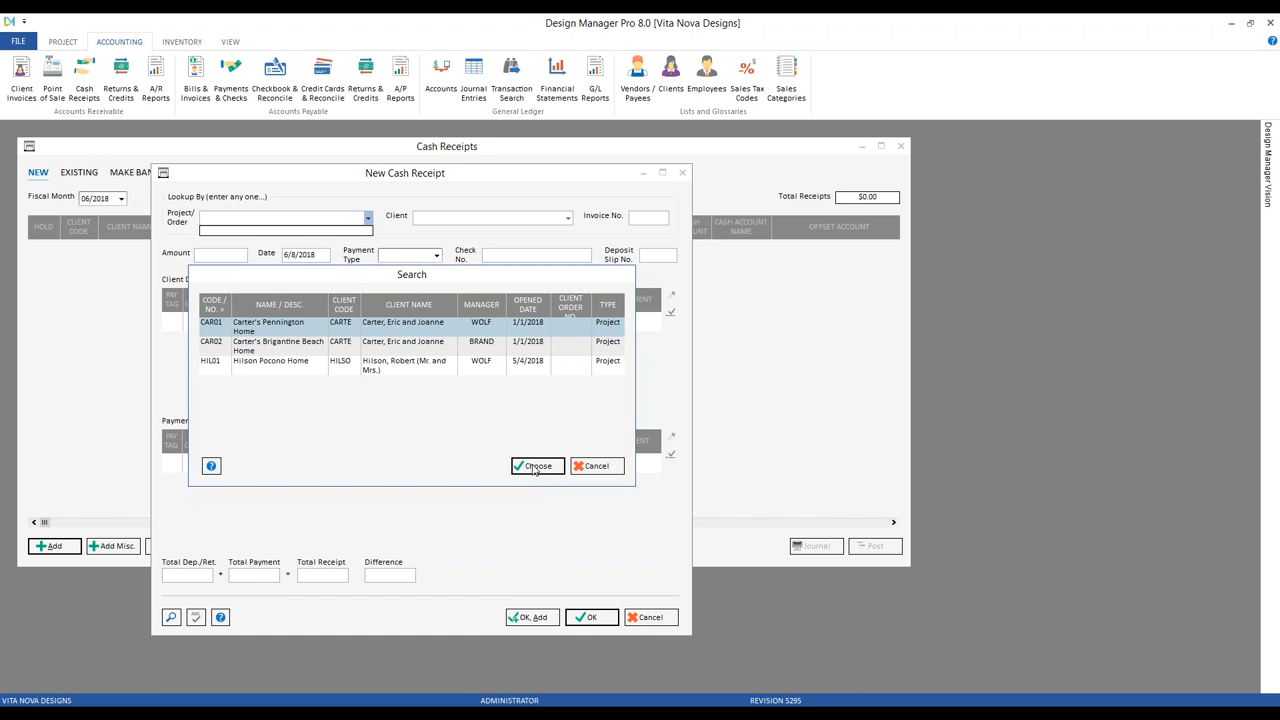 Design Manager Pro 8.0 [Vita Nova Designs]
FILE PROJECT ACCOUNTING INVENTORY VIEW
Client Invoices
Point of Sale
Cash Receipts
Returns & Credits
A/R Reports
Bills & Invoices
Payments & Checks
Checkbook & Reconcile
Credit Cards & Reconcile
Returns & Credits
A/P Reports
Accounts
Journal Entries
Transaction Search
Financial Statements
G/L Reports
Vendors / Payees
Clients
Employees
Sales Tax Codes
Sales Categories
Accounts Receivable
Accounts Payable
General Ledger
Lists and Glossaries
Design Manager Vision
Cash Receipts
NEW EXISTING MAKE BAN
Fiscal Month 06/2018
Total Receipts $0.00
HOLD
CLIENT CODE
CLIENT NAM
CASH ACCOUNT NAME
OFFSET ACCOUNT
New Cash Receipt
Lookup By (enter any one...)
Project/ Order
Client
Invoice No.
Amount
Date 6/8/2018
Payment Type
Check No.
Deposit Slip No.
Client D
PAY TAG
Search
CODE / NO.
NAME / DESC.
CLIENT CODE
CLIENT NAME
MANAGER
OPENED DATE
CLIENT ORDER NO.
TYPE
CAR01 Carter's Pennington Home CARTE Carter, Eric and Joanne WOLF 1/1/2018 Project
CAR02 Carter's Brigantine Beach Home CARTE Carter, Eric and Joanne BRAND 1/1/2018 Project
HIL01 Hilson Pocono Home HILSO Hilson, Robert (Mr. and Mrs.) WOLF 5/4/2018 Project
Choose Cancel
Paymen
PAY TAG
Add Add Misc.
Journal Post
Total Dep./Ret. + Total Payment = Total Receipt Difference
OK, Add OK Cancel
VITA NOVA DESIGNS ADMINISTRATOR REVISION 5295